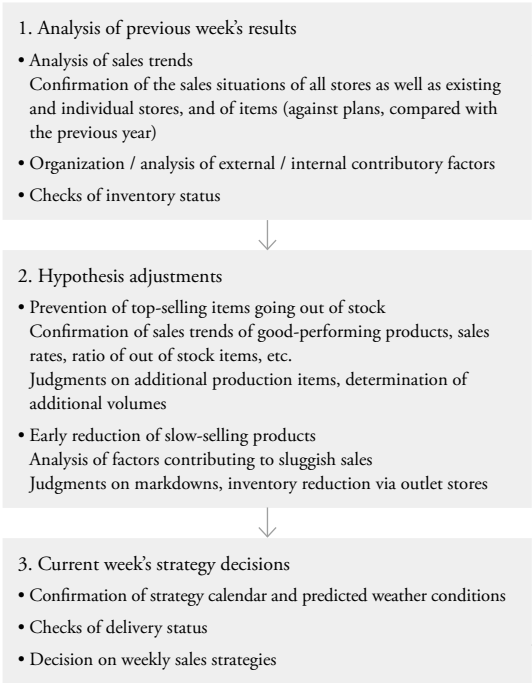 1. Analysis of previous week's results
• Analysis of sales trends
Confirmation of the sales situations of all stores as well as existing
and individual stores, and of items (against plans, compared with
the previous year)
• Organization / analysis of external / internal contributory factors
• Checks of inventory status
2. Hypothesis adjustments
• Prevention of top-selling items going out of stock
Confirmation of sales trends of good-performing products, sales
rates, ratio of out of stock items, etc.
Judgments on additional production items, determination of
additional volumes
• Early reduction of slow-selling products
Analysis of factors contributing to sluggish sales
Judgments on markdowns, inventory reduction via outlet stores
3. Current week's strategy decisions
• Confirmation of strategy calendar and predicted weather conditions
• Checks of delivery status
• Decision on weekly sales strategies